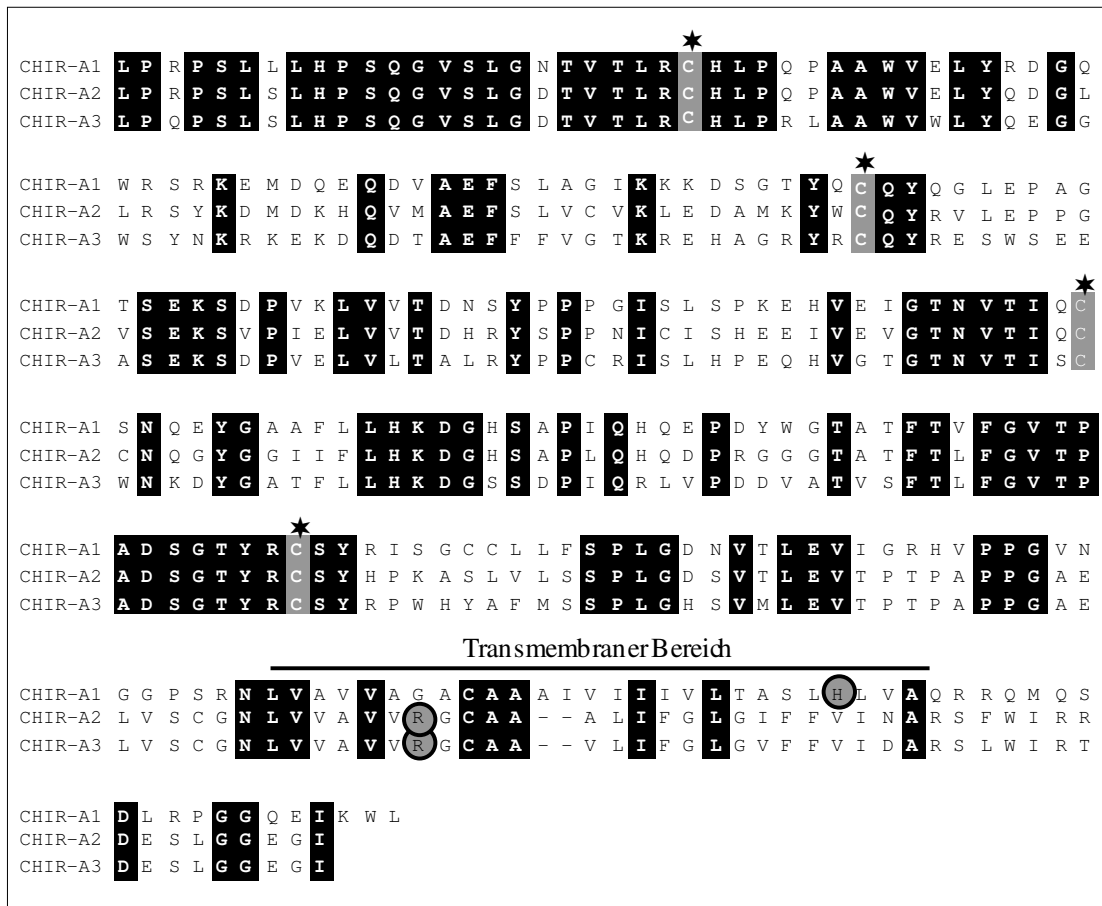 CHIR-A1 L P R P S L L L H P S Q G V S L G N T V T L R C H L P Q P A A W V E L Y R D G Q
CHIR-A2 L P R P S L S L H P S Q G V S L G D T V T L R C H L P Q P A A W V E L Y Q D G L
CHIR-A3 L P Q P S L S L H P S Q G V S L G D T V T L R C H L P R L A A W V W L Y Q E G G
CHIR-A1 W R S R K E M D Q E Q D V A E F S L A G I K K K D S G T Y Q C Q Y Q G L E P A G
CHIR-A2 L R S Y K D M D K H Q V M A E F S L V C V K L E D A M K Y W C Q Y R V L E P P G
CHIR-A3 W S Y N K R K E K D Q D T A E F F F V G T K R E H A G R Y R C Q Y R E S W S E E
CHIR-A1 T S E K S D P V K L V V T D N S Y P P P G I S L S P K E H V E I G T N V T I Q C
CHIR-A2 V S E K S V P I E L V V T D H R Y S P P N I C I S H E E I V E V G T N V T I Q C
CHIR-A3 A S E K S D P V E L V L T A L R Y P P C R I S L H P E Q H V G T G T N V T I S C
CHIR-A1 S N Q E Y G A A F L L H K D G H S A P I Q H Q E P D Y W G T A T F T V F G V T P
CHIR-A2 C N Q G Y G G I I F L H K D G H S A P L Q H Q D P R G G G T A T F T L F G V T P
CHIR-A3 W N K D Y G A T F L L H K D G S S D P I Q R L V P D D V A T V S F T L F G V T P
CHIR-A1 A D S G T Y R C S Y R I S G C C L L F S P L G D N V T L E V I G R H V P P G V N
CHIR-A2 A D S G T Y R C S Y H P K A S L V L S S P L G D S V T L E V T P T P A P P G A E
CHIR-A3 A D S G T Y R C S Y R P W H Y A F M S S P L G H S V M L E V T P T P A P P G A E
Transmembraner Bereich
CHIR-A1 G G P S R N L V A V V A G A C A A A I V I I I V L T A S L H L V A Q R R Q M Q S
CHIR-A2 L V S C G N L V V A V V R G C A A - - A L I F G L G I F F V I N A R S F W I R R
CHIR-A3 L V S C G N L V V A V V R G C A A - - V L I F G L G V F F V I D A R S L W I R T
CHIR-A1 D L R P G G Q E I K W L
CHIR-A2 D E S L G G E G I
CHIR-A3 D E S L G G E G I